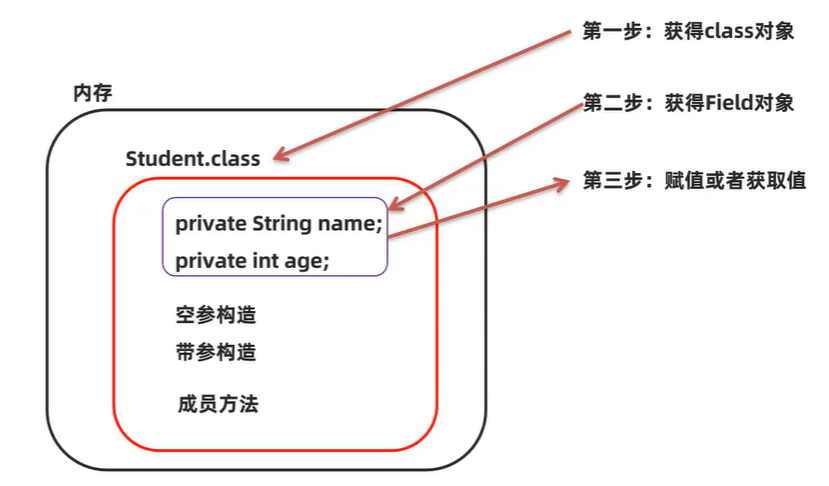 第一步：获得class对象
内存
第二步：获得Field对象
Student.class
第三步：赋值或者获取值
private String name;
private int age;
空参构造
带参构造
成员方法